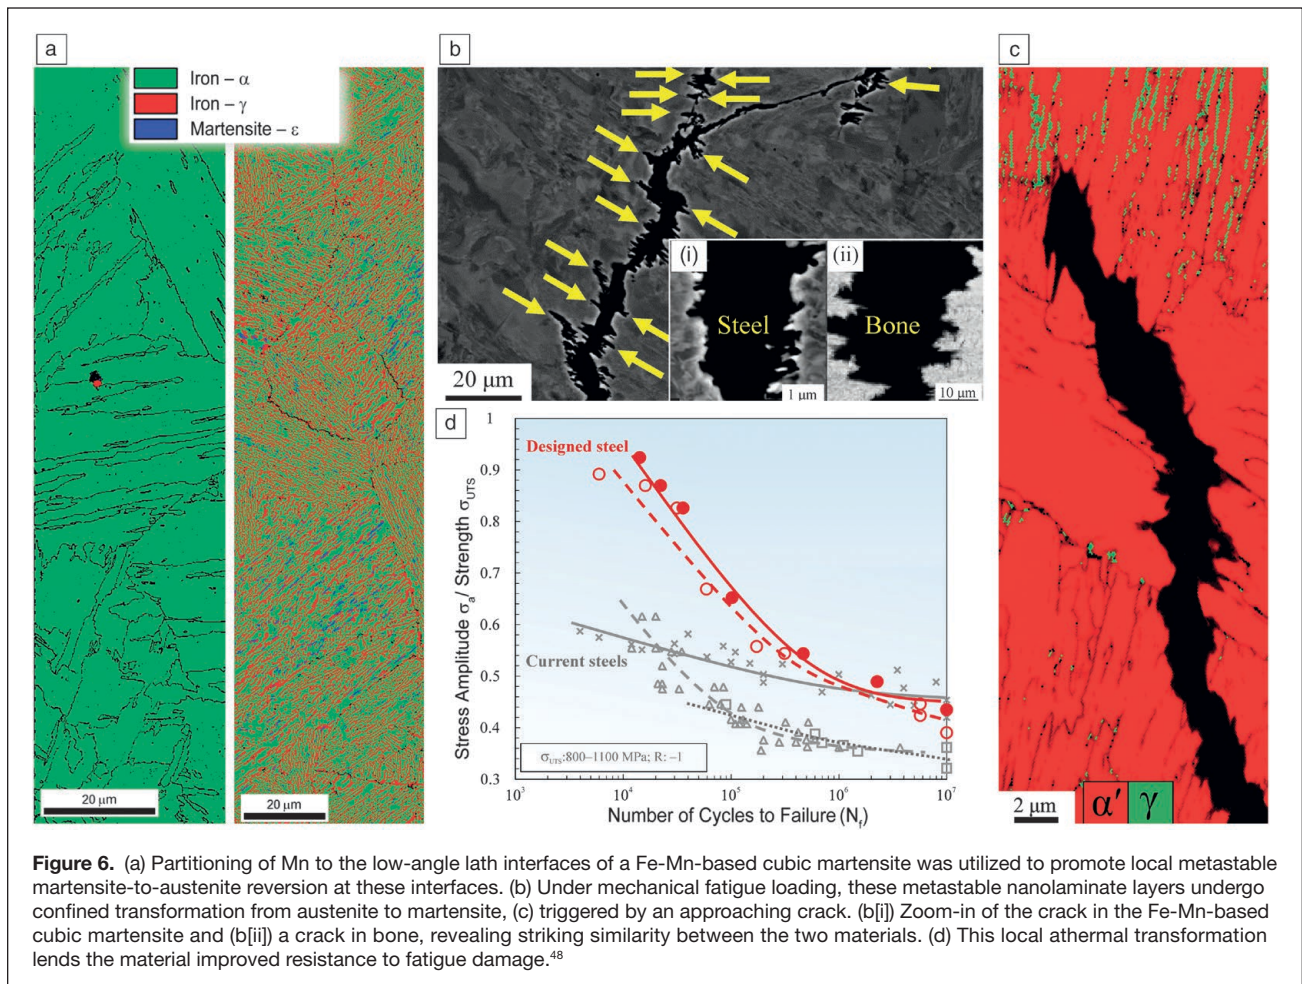 a
Iron – α
Iron – γ
Martensite – ε
20 μm
20 μm
b
(i)
(ii)
Steel
Bone
20 μm
1 μm
10 μm
c
2 μm
α′
γ
d
Designed steel
Current steels
σUTS:800–1100 MPa; R: –1
Stress Amplitude σa/ Strength σUTS
1
0.9
0.8
0.7
0.6
0.5
0.4
0.3
10³
10⁴
10⁵
10⁶
10⁷
Number of Cycles to Failure (Nf)
Figure 6. (a) Partitioning of Mn to the low-angle lath interfaces of a Fe-Mn-based cubic martensite was utilized to promote local metastable
martensite-to-austenite reversion at these interfaces. (b) Under mechanical fatigue loading, these metastable nanolaminate layers undergo
confined transformation from austenite to martensite, (c) triggered by an approaching crack. (b[i]) Zoom-in of the crack in the Fe-Mn-based
cubic martensite and (b[ii]) a crack in bone, revealing striking similarity between the two materials. (d) This local athermal transformation
lends the material improved resistance to fatigue damage.⁴⁸